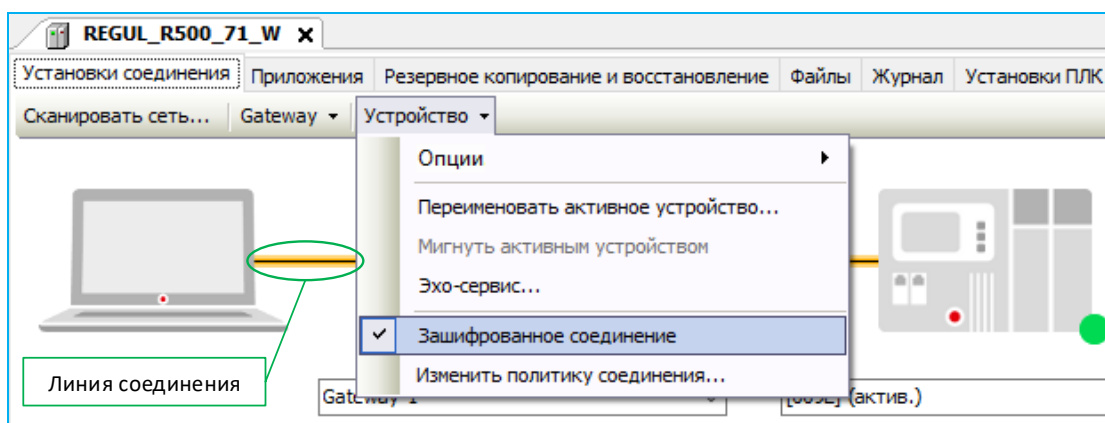 REGUL_R500_71_W
Установки соединения Приложения Резервное копирование и восстановление Файлы Журнал Установки ПЛК
Сканировать сеть... Gateway Устройство
Опции
Переименовать активное устройство...
Мигнуть активным устройством
Эхо-сервис...
Зашифрованное соединение
Изменить политику соединения...
Линия соединения
(актив.)